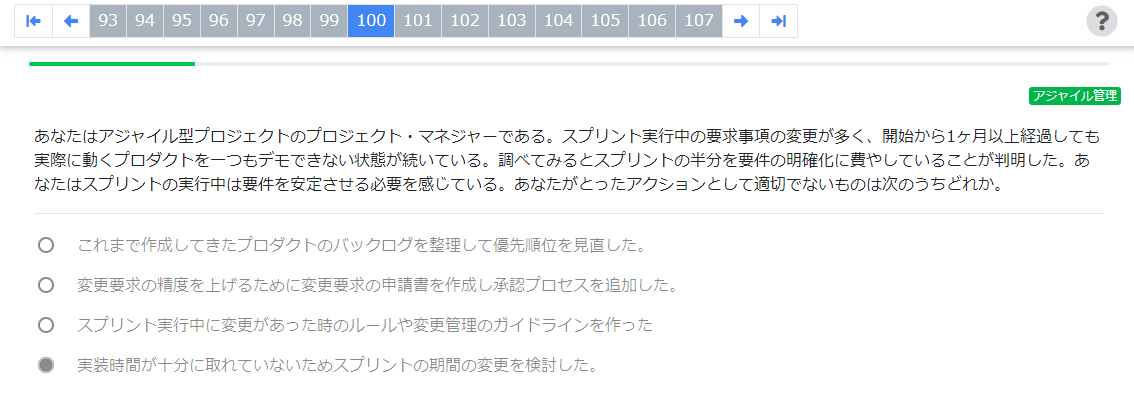 93 94 95 96 97 98 99 100 101 102 103 104 105 106 107 ?
アジャイル管理
あなたはアジャイル型プロジェクトのプロジェクト・マネジャーである。スプリント実行中の要求事項の変更が多く、開始から1ヶ月以上経過しても
実際に動くプロダクトを一つもデモできない状態が続いている。調べてみるとスプリントの半分を要件の明確化に費やしていることが判明した。あ
なたはスプリントの実行中は要件を安定させる必要を感じている。あなたがとったアクションとして適切でないものは次のうちどれか。
これまで作成してきたプロダクトのバックログを整理して優先順位を見直した。
変更要求の精度を上げるために変更要求の申請書を作成し承認プロセスを追加した。
スプリント実行中に変更があった時のルールや変更管理のガイドラインを作った
実装時間が十分に取れていないためスプリントの期間の変更を検討した。